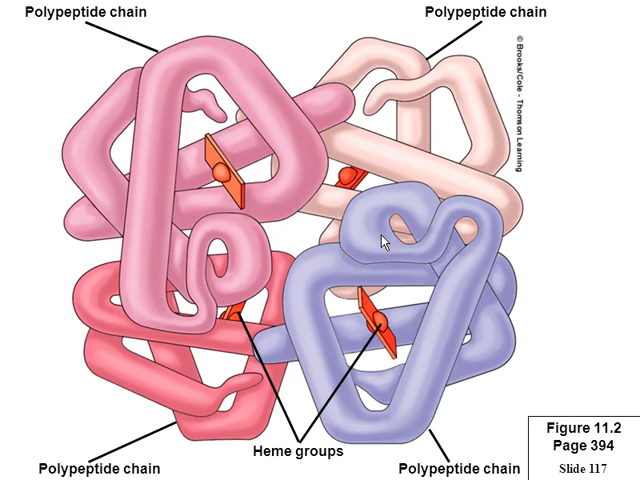 Polypeptide chain
Polypeptide chain
© Brooks/Cole - Thomson Learning
Heme groups
Polypeptide chain
Polypeptide chain
Figure 11.2
Page 394
Slide 117